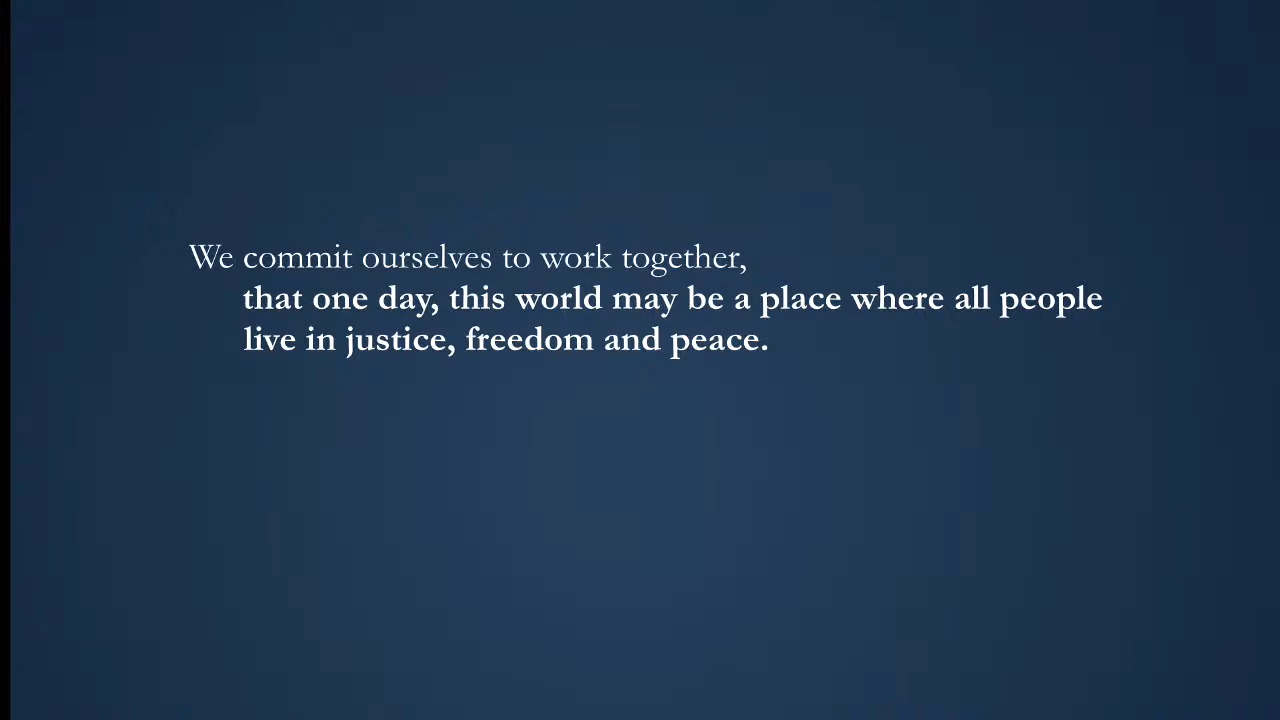 We commit ourselves to work together,
that one day, this world may be a place where all people
live in justice, freedom and peace.